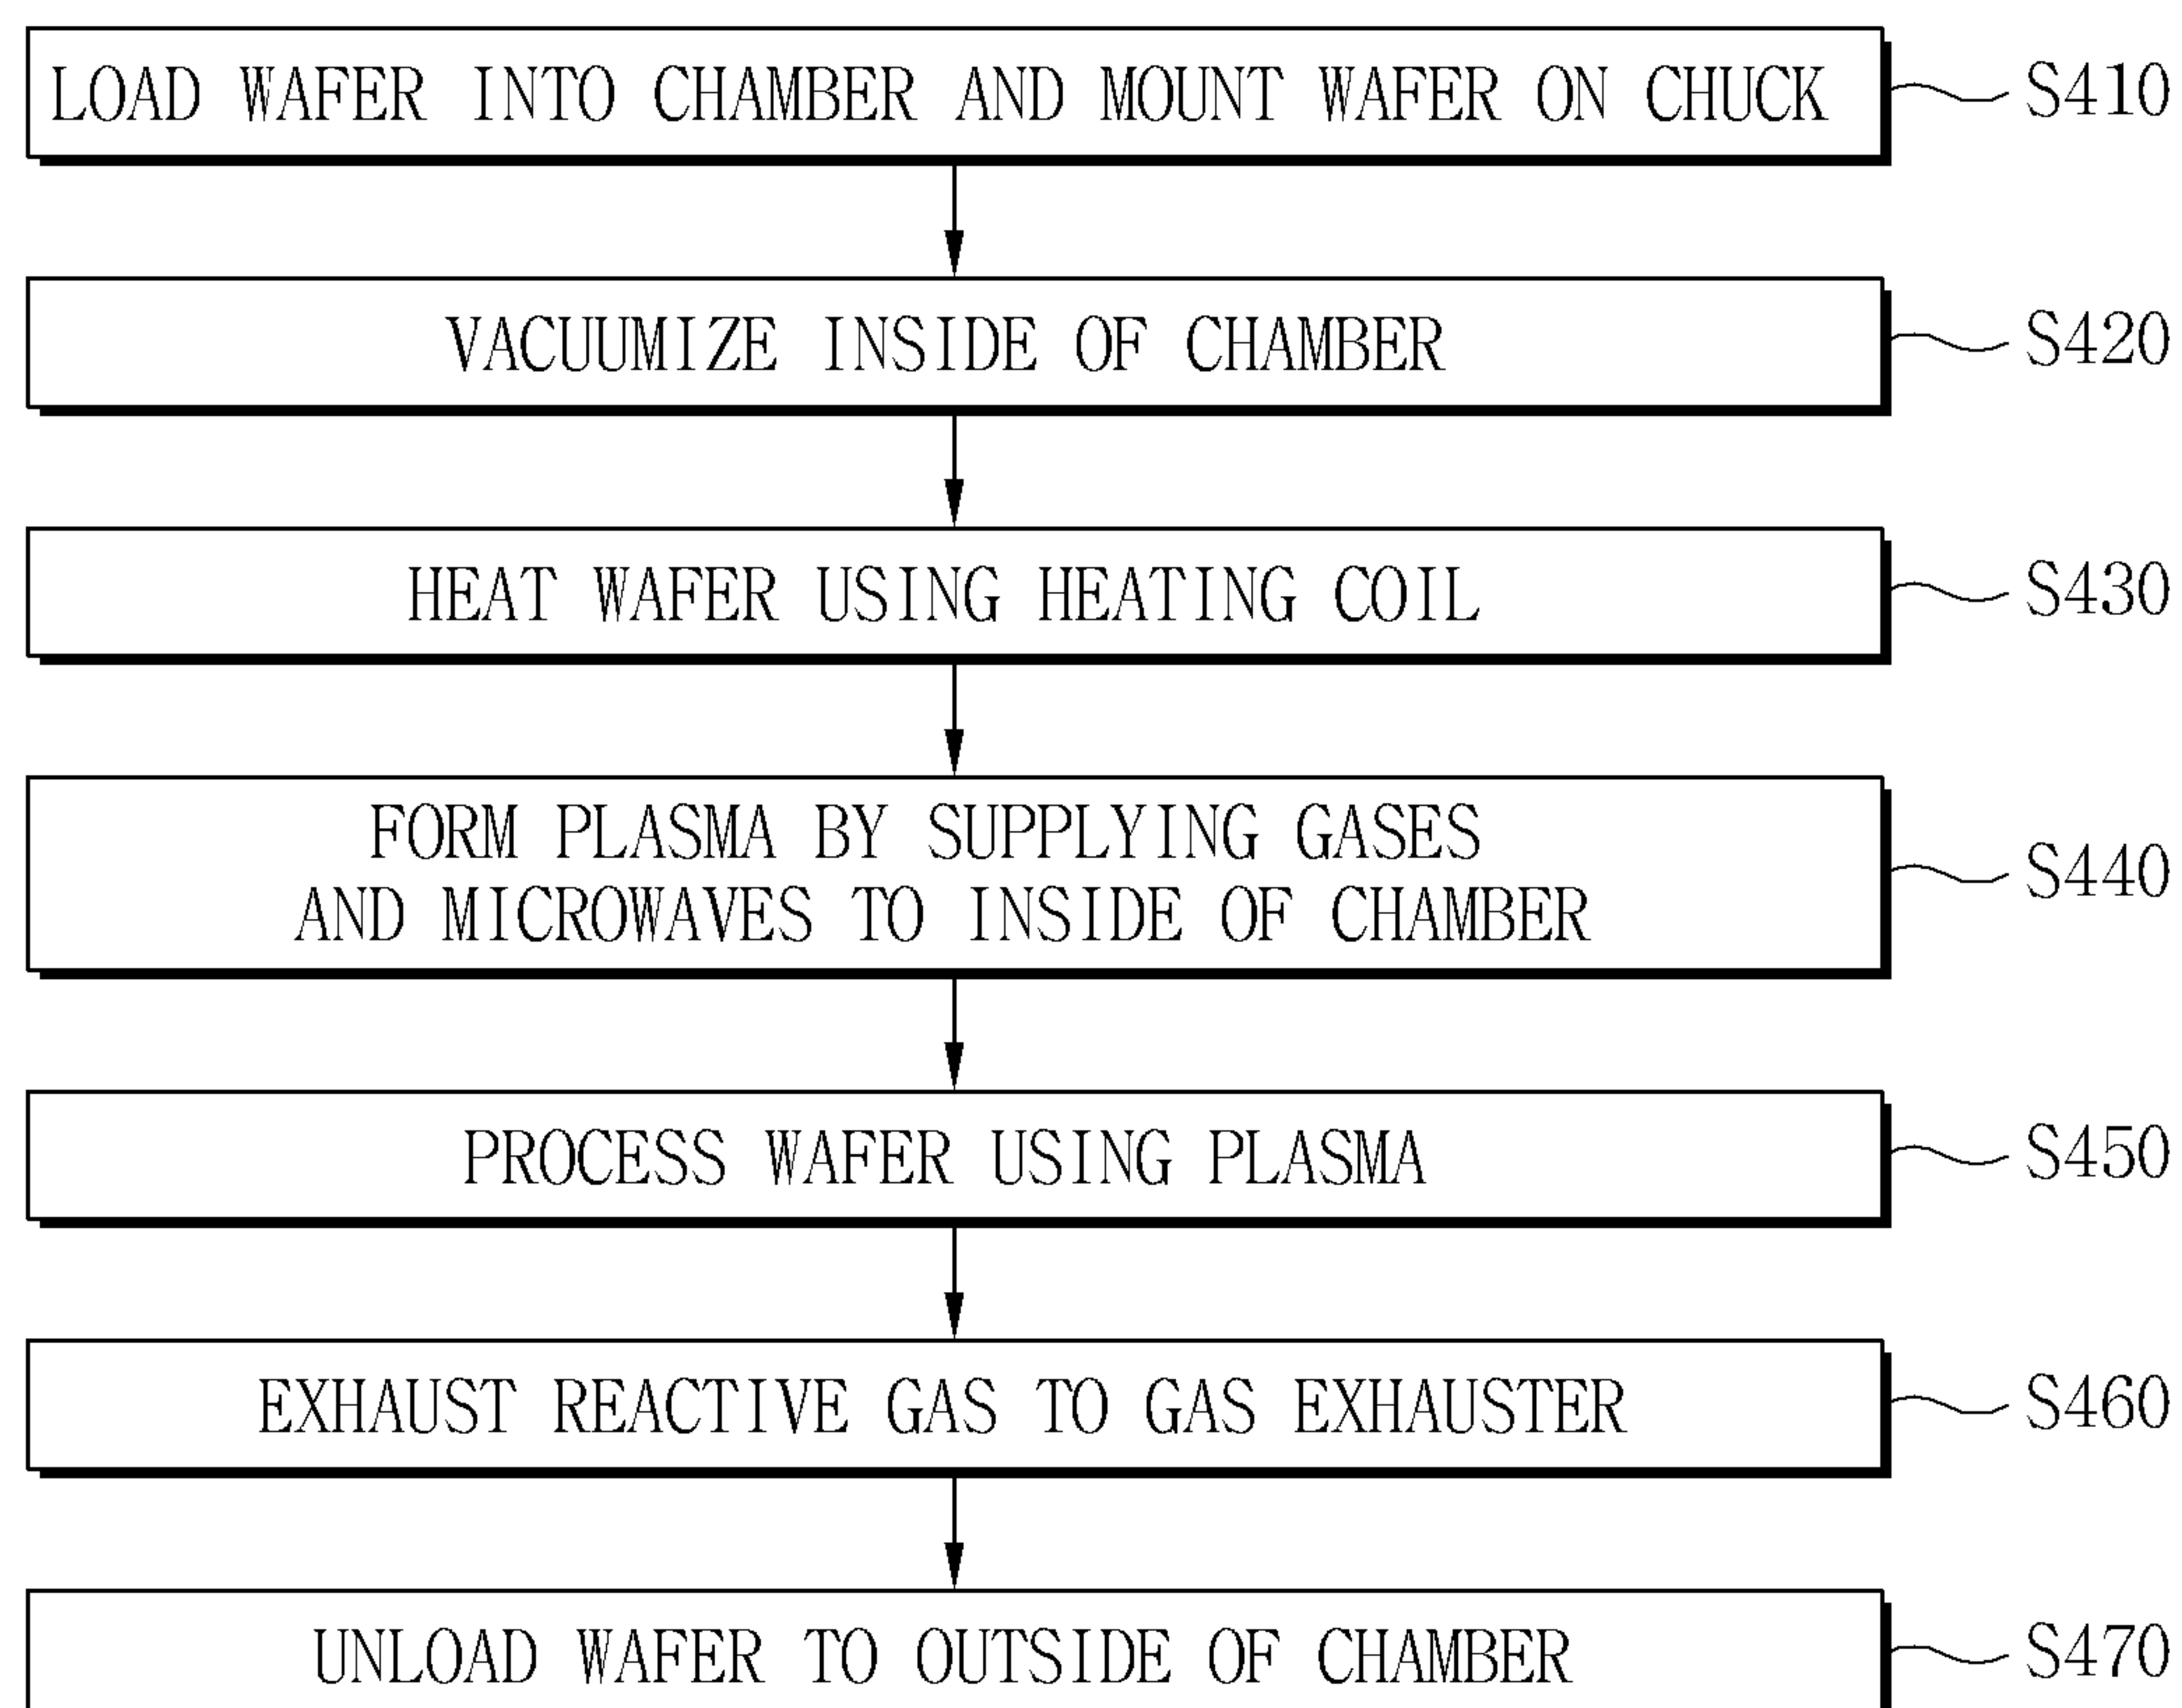 LOAD WAFER INTO CHAMBER AND MOUNT WAFER ON CHUCK
S410
VACUUMIZE INSIDE OF CHAMBER
S420
HEAT WAFER USING HEATING COIL
S430
FORM PLASMA BY SUPPLYING GASES
AND MICROWAVES TO INSIDE OF CHAMBER
S440
PROCESS WAFER USING PLASMA
S450
EXHAUST REACTIVE GAS TO GAS EXHAUSTER
S460
UNLOAD WAFER TO OUTSIDE OF CHAMBER
S470